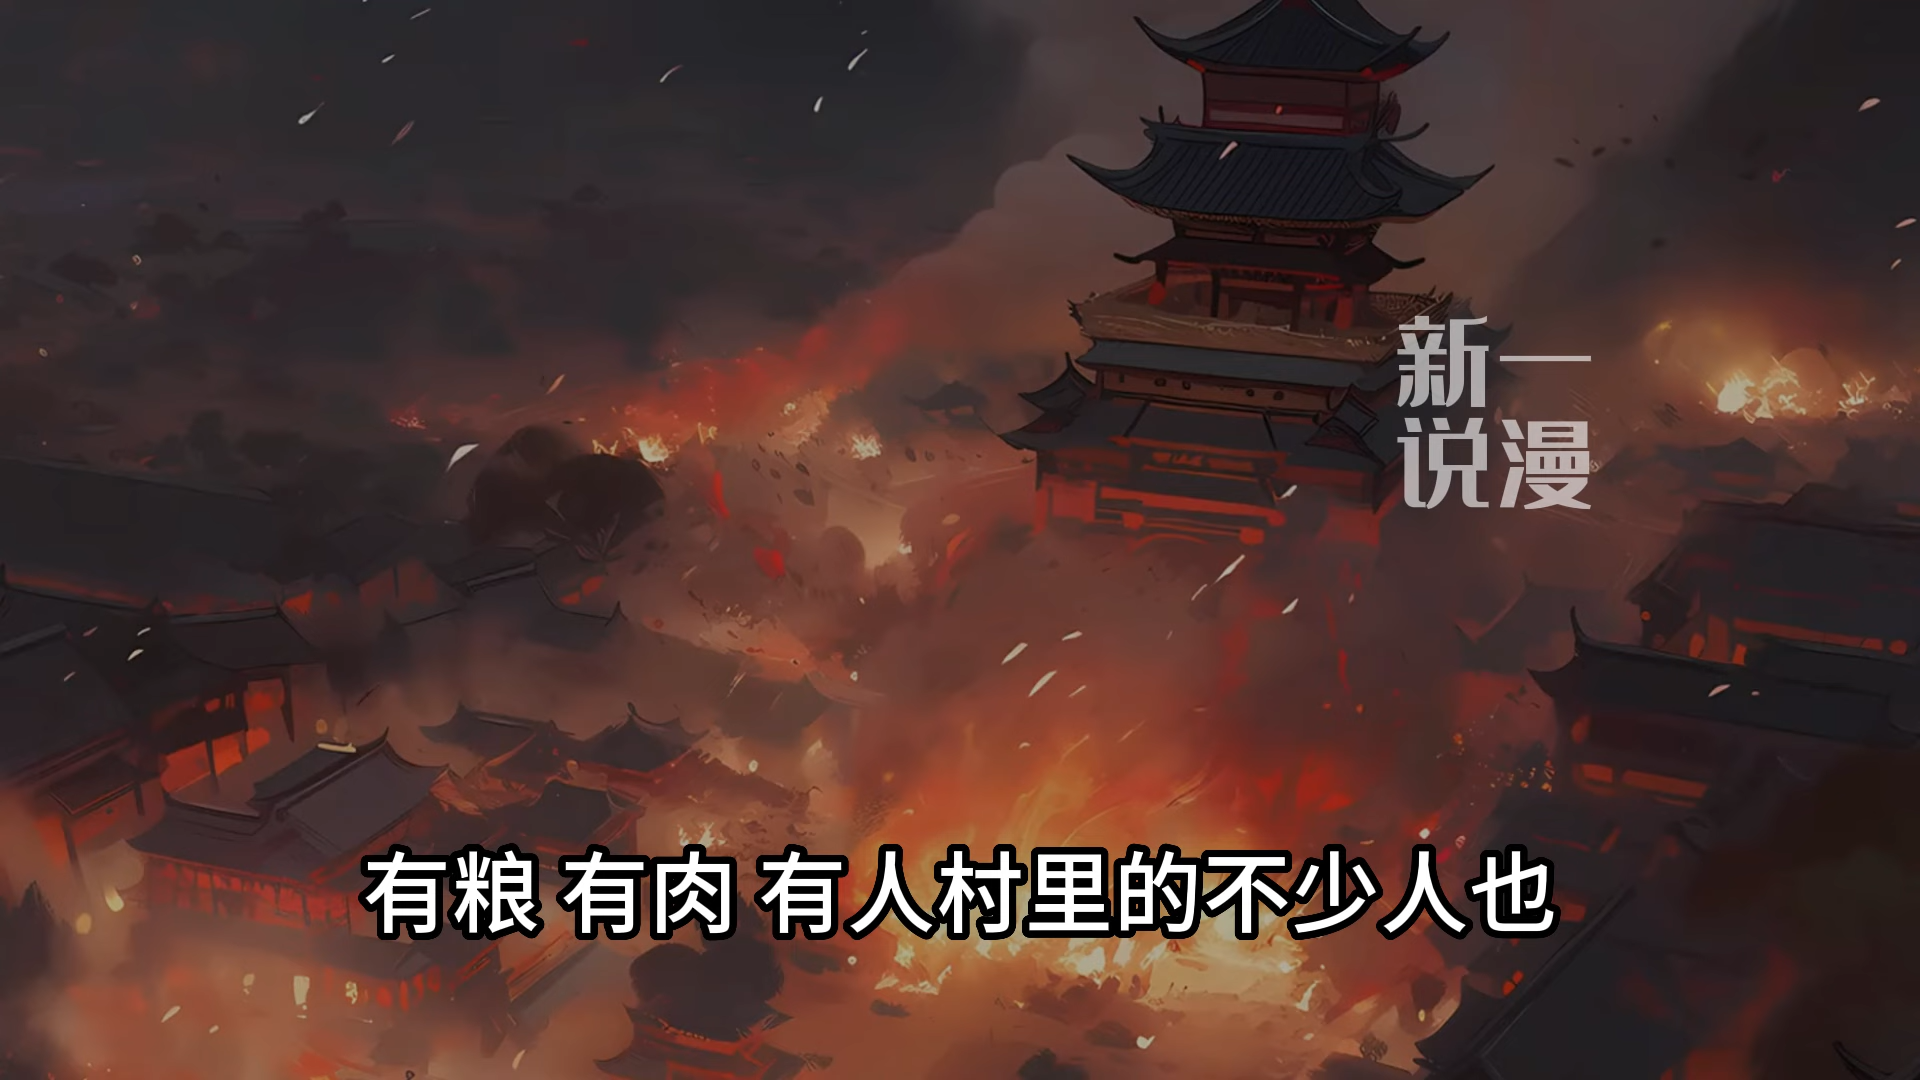 新一
说漫
有粮 有肉 有人村里的不少人也